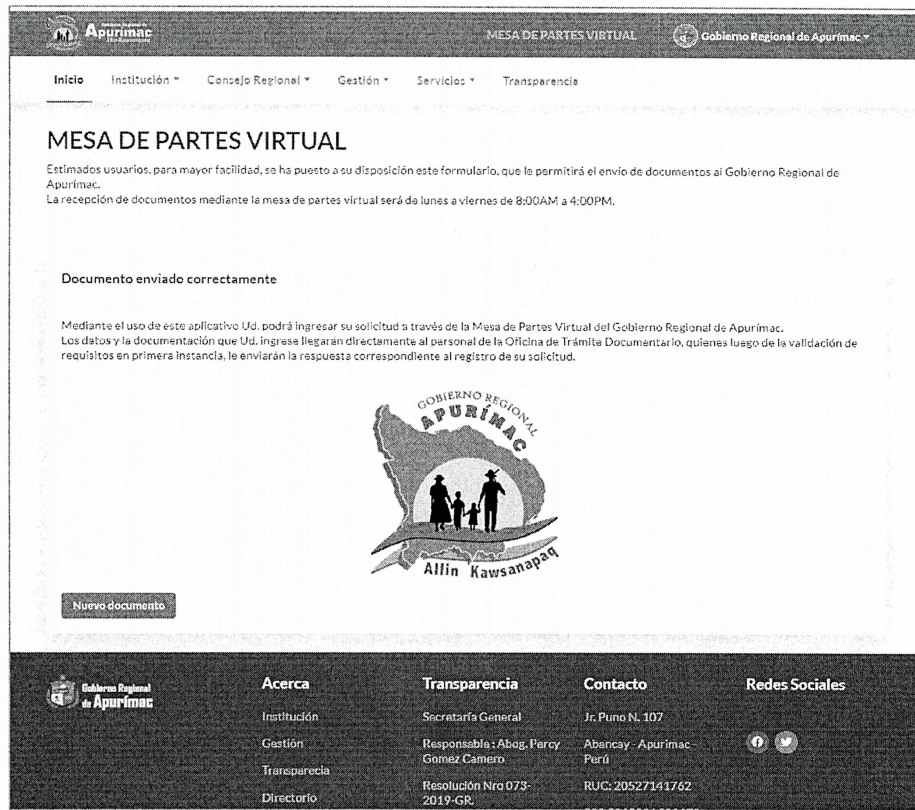 Apurímac
MESA DE PARTES VIRTUAL
Gobierno Regional de Apurímac
Inicio
Institución
Consejo Regional
Gestión
Servicios
Transparencia
MESA DE PARTES VIRTUAL
Estimados usuarios, para mayor facilidad, se ha puesto a su disposición este formulario, que le permitirá el envío de documentos al Gobierno Regional de
Apurímac.
La recepción de documentos mediante la mesa de partes virtual será de lunes a viernes de 8:00AM a 4:00PM.
Documento enviado correctamente
Mediante el uso de este aplicativo Ud. podrá ingresar su solicitud a través de la Mesa de Partes Virtual del Gobierno Regional de Apurímac.
Los datos y la documentación que Ud. ingrese llegarán directamente al personal de la Oficina de Trámite Documentario, quienes luego de la validación de
requisitos en primera instancia, le enviarán la respuesta correspondiente al registro de su solicitud.
GOBIERNO REGIONAL
APURÍMAC
Allin Kawsanapaq
Nuevo documento
Gobierno Regional
de Apurímac
Acerca
Institución
Gestión
Transparecia
Directorio
Transparencia
Secretaría General
Responsable : Abog. Percy
Gomez Camero
Resolución Nro 073-
2019-GR.
Contacto
Jr. Puno N. 107
Abancay - Apurimac -
Perú
RUC: 20527141762
Redes Sociales